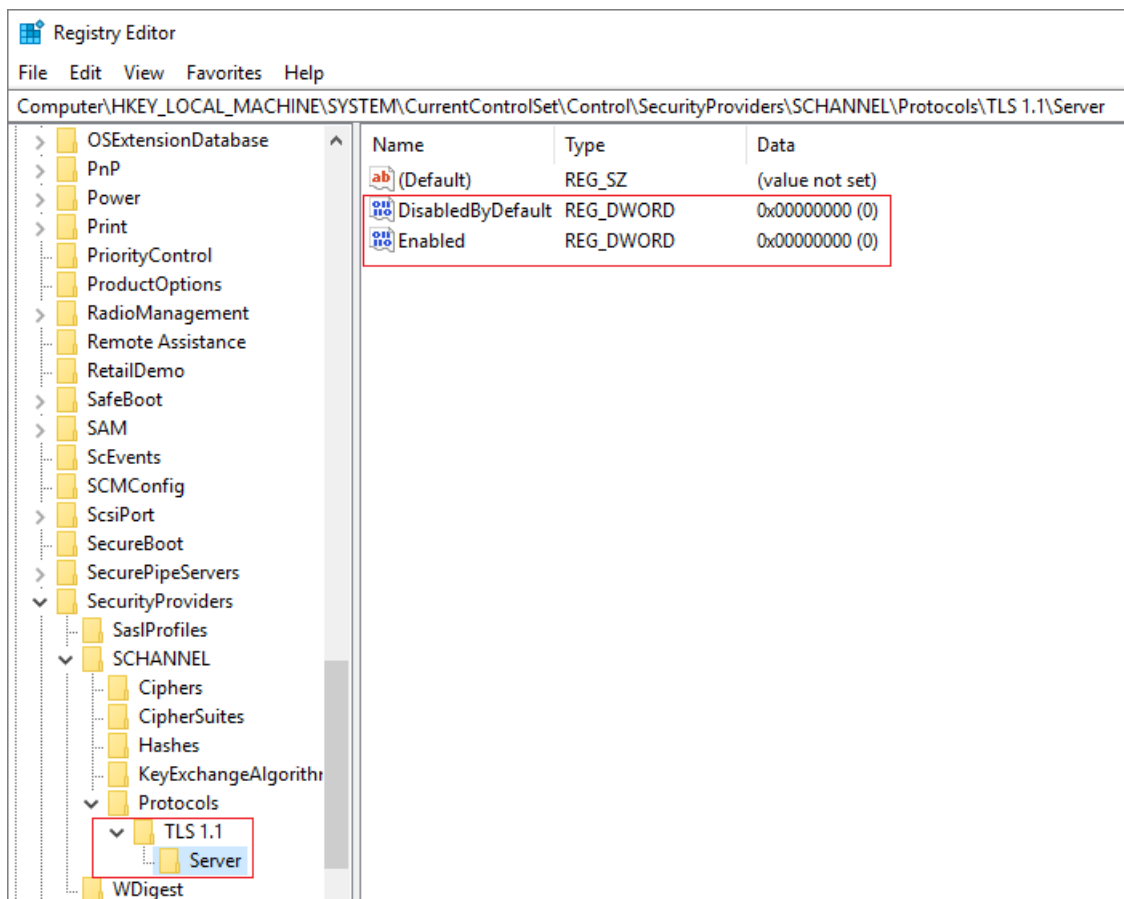 Registry Editor
File Edit View Favorites Help
Computer\HKEY_LOCAL_MACHINE\SYSTEM\CurrentControlSet\Control\SecurityProviders\SCHANNEL\Protocols\TLS 1.1\Server
OSExtensionDatabase
PnP
Power
Print
PriorityControl
ProductOptions
RadioManagement
Remote Assistance
RetailDemo
SafeBoot
SAM
ScEvents
SCMConfig
ScsiPort
SecureBoot
SecurePipeServers
SecurityProviders
SaslProfiles
SCHANNEL
Ciphers
CipherSuites
Hashes
KeyExchangeAlgorithr
Protocols
TLS 1.1
Server
WDigest
Name Type Data
ab (Default) REG_SZ (value not set)
DisabledByDefault REG_DWORD 0x00000000 (0)
Enabled REG_DWORD 0x00000000 (0)